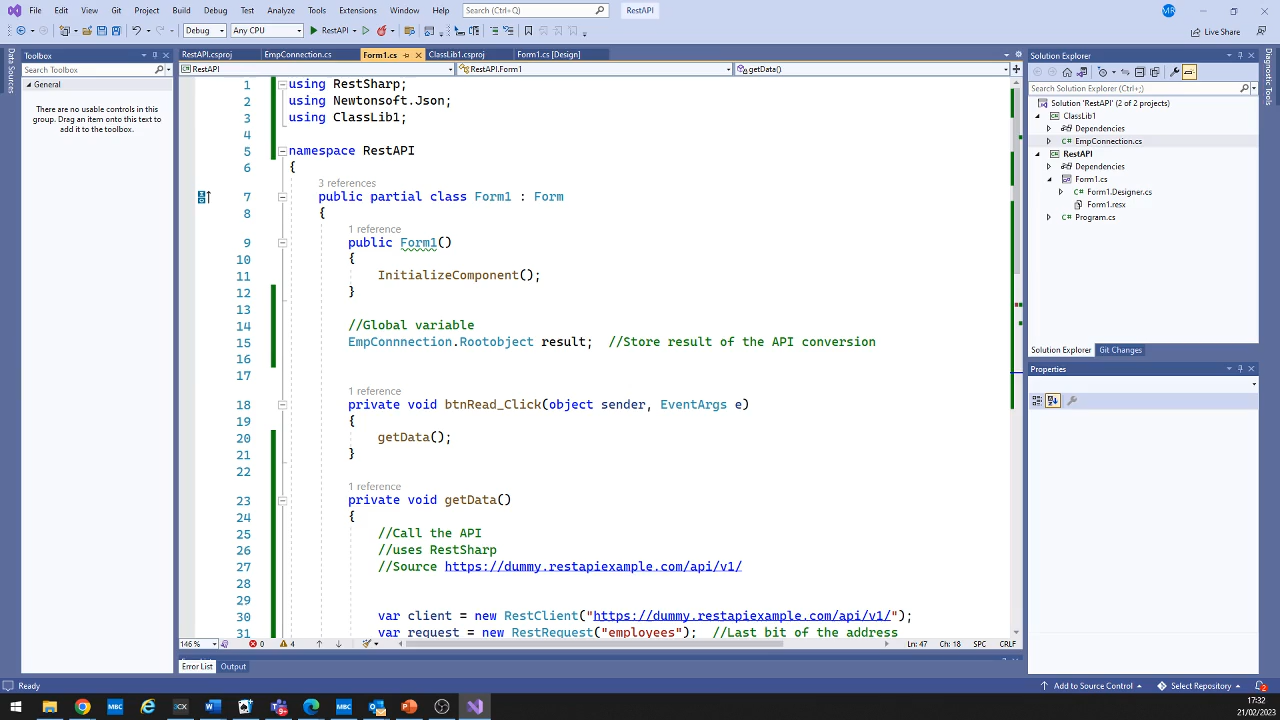 File Edit View Git Project Build Debug Test Analyze Tools Extensions Window Help Search (Ctrl+Q) RestAPI MR
Debug Any CPU RestAPI Live Share
Data Sources
Toolbox
Search Toolbox
General
There are no usable controls in this
group. Drag an item onto this text to
add it to the toolbox.
RestAPI.csproj EmpConnection.cs Form1.cs ClassLib1.csproj Form1.cs [Design]
RestAPI RestAPI.Form1 getData()
1 using RestSharp;
2 using Newtonsoft.Json;
3 using ClassLib1;
4
5 namespace RestAPI
6 {
3 references
7 public partial class Form1 : Form
8 {
1 reference
9 public Form1()
10 {
11 InitializeComponent();
12 }
13
14 //Global variable
15 EmpConnnection.Rootobject result; //Store result of the API conversion
16
17
1 reference
18 private void btnRead_Click(object sender, EventArgs e)
19 {
20 getData();
21 }
22
1 reference
23 private void getData()
24 {
25 //Call the API
26 //uses RestSharp
27 //Source https://dummy.restapiexample.com/api/v1/
28
29
30 var client = new RestClient("https://dummy.restapiexample.com/api/v1/");
31 var request = new RestRequest("employees"); //Last bit of the address
146 % 0 4 Ln: 47 Ch: 18 SPC CRLF
Error List Output
Solution Explorer
Search Solution Explorer (Ctrl+;)
Solution 'RestAPI' (2 of 2 projects)
ClassLib1
Dependencies
EmpConnection.cs
RestAPI
Dependencies
Form1.cs
Form1.Designer.cs
Form1.resx
Program.cs
Solution Explorer Git Changes
Properties
Diagnostic Tools
Ready Add to Source Control Select Repository 2
MBC MBC
17:32
21/02/2023